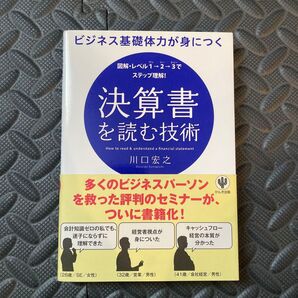 ビジネス基礎体力が身につく
図解・レベル1→2→3で
ステップ理解!
決算書
を読む技術
How to read & understand a financial statement
川口宏之
多くのビジネスパーソン
を救った評判のセミナーが、
ついに書籍化!
かんき出版
会計知識ゼロの私でも、
迷子にならずに
理解できた
経営者視点が
身についた
キャッシュフロー
経営の本質が
分かった
(28歳/SE/女性)
(32歳/営業/男性)
(41歳/会社経営/男性)